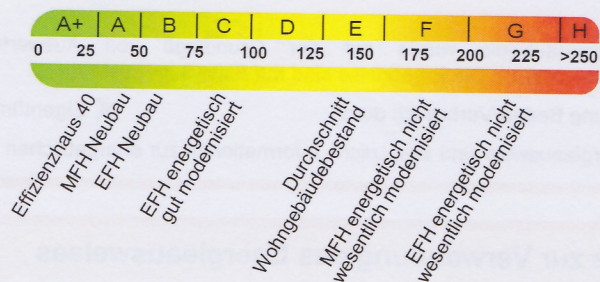 A+ A B C D E F G H
0 25 50 75 100 125 150 175 200 225 >250
Effizienzhaus 40
MFH Neubau
EFH Neubau
EFH energetisch
gut modernisiert
Durchschnitt
Wohngebäudebestand
MFH energetisch nicht
wesentlich modernisiert
EFH energetisch nicht
wesentlich modernisiert